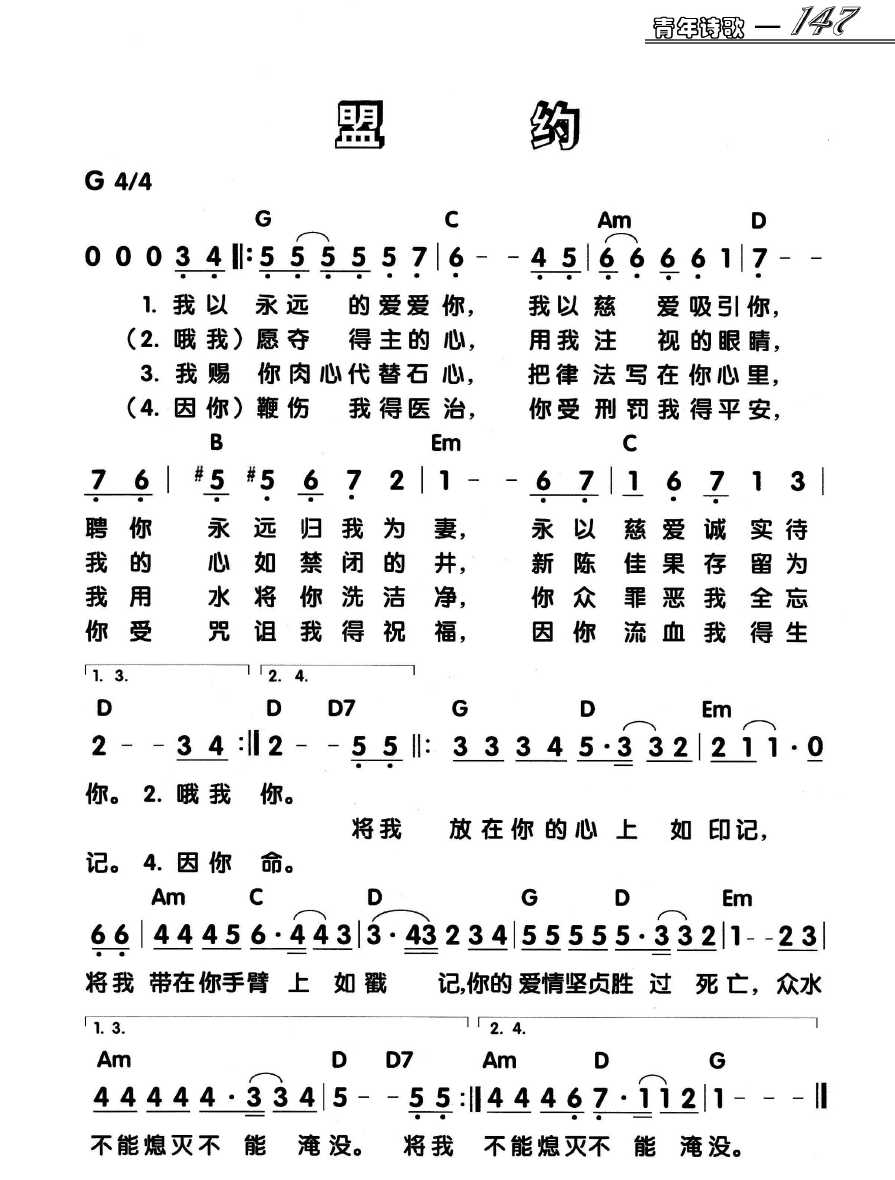 青年诗歌 — 147
盟 约
G 4/4
G C Am D
0 0 0 3 4 ‖: 5 5 5 5 5 7 | 6 - - 4 5 | 6 6 6 6 1 | 7 - -
1. 我以 永远 的爱爱你, 我以慈 爱吸引你,
(2. 哦我) 愿夺 得主的心, 用我注 视的眼睛,
3. 我赐 你肉心代替石心, 把律法写在你心里,
(4. 因你) 鞭伤 我得医治, 你受刑罚我得平安,
B Em C
7 6 | #5 #5 6 7 2 | 1 - - 6 7 | 1 6 7 1 3 |
聘你 永远归我为妻, 永以慈爱诚实待
我的 心如禁闭的井, 新陈佳果存留为
我用 水将你洗洁净, 你众罪恶我全忘
你受 咒诅我得祝福, 因你流血我得生
1. 3. 2. 4.
D D D7 G D Em
2 - - 3 4 :‖ 2 - - 5 5 ‖: 3 3 3 4 5 · 3 3 2 | 2 1 1 · 0
你。 2. 哦我 你。
将我 放在你的心上 如印记,
记。 4. 因你 命。
Am C D G D Em
6 6 | 4 4 4 5 6 · 4 4 3 | 3 · 4 3 2 3 4 | 5 5 5 5 5 · 3 3 2 | 1 - - 2 3 |
将我 带在你手臂上 如戳 记,你的爱情坚贞胜过 死亡, 众水
1. 3. 2. 4.
Am D D7 Am D G
4 4 4 4 4 · 3 3 4 | 5 - - 5 5 :‖ 4 4 4 6 7 · 1 1 2 | 1 - - ‖
不能熄灭不 能 淹没。 将我 不能熄灭不 能 淹没。